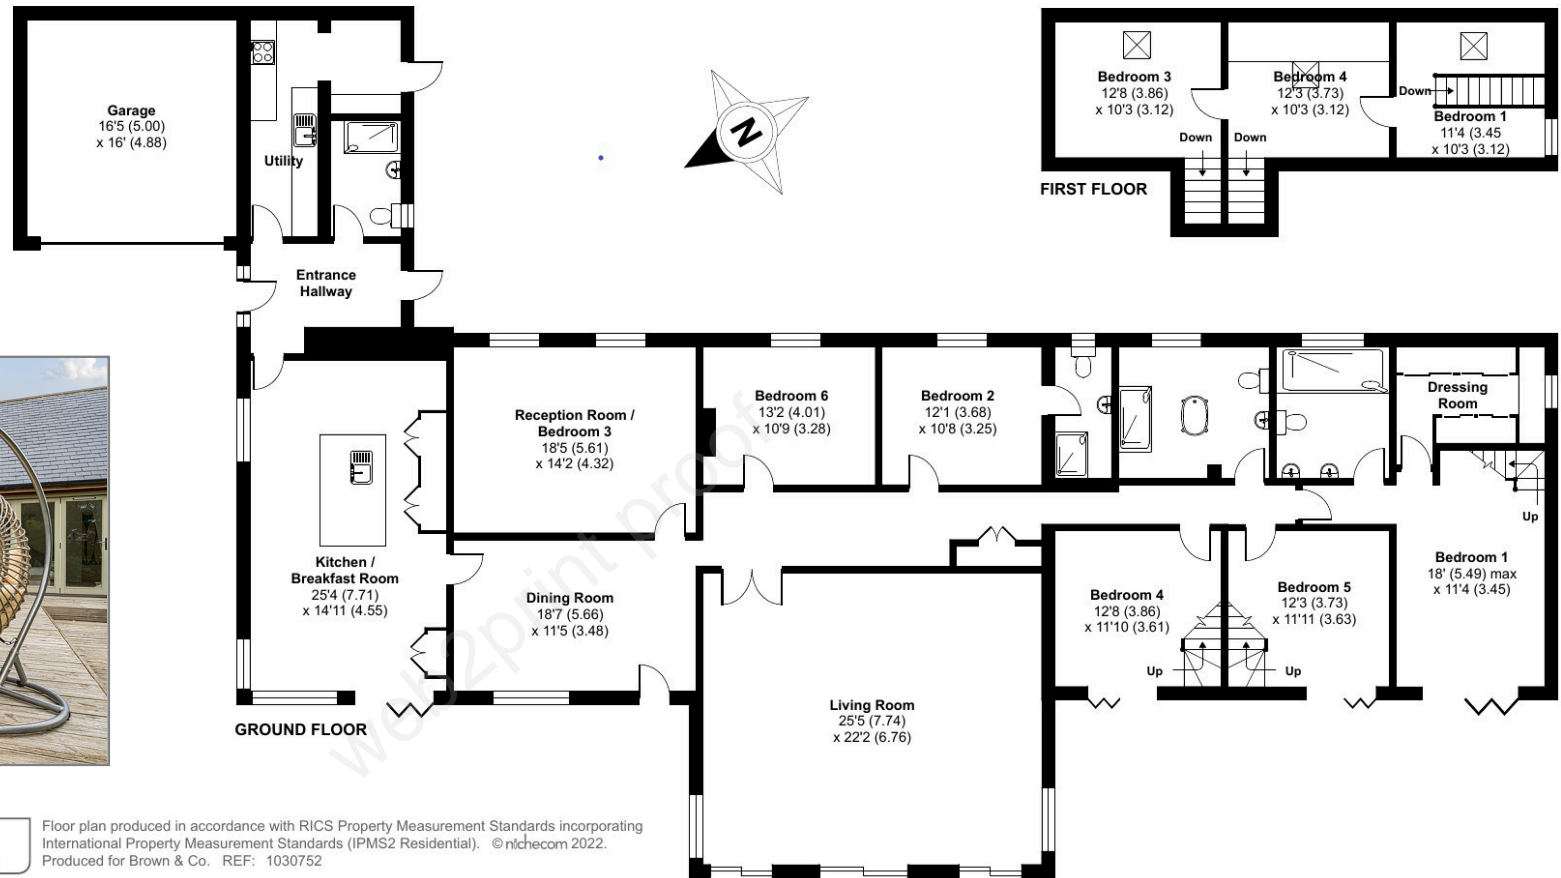 Garage
16'5 (5.00)
x 16' (4.88)
Utility
Entrance
Hallway
N
Bedroom 3
12'8 (3.86)
x 10'3 (3.12)
Bedroom 4
12'3 (3.73)
x 10'3 (3.12)
Down
Bedroom 1
11'4 (3.45
x 10'3 (3.12)
Down
Down
FIRST FLOOR
Reception Room /
Bedroom 3
18'5 (5.61)
x 14'2 (4.32)
Bedroom 6
13'2 (4.01)
x 10'9 (3.28)
Bedroom 2
12'1 (3.68)
x 10'8 (3.25)
Dressing
Room
Up
Kitchen /
Breakfast Room
25'4 (7.71)
x 14'11 (4.55)
Dining Room
18'7 (5.66)
x 11'5 (3.48)
Bedroom 4
12'8 (3.86)
x 11'10 (3.61)
Up
Bedroom 5
12'3 (3.73)
x 11'11 (3.63)
Up
Bedroom 1
18' (5.49) max
x 11'4 (3.45)
Living Room
25'5 (7.74)
x 22'2 (6.76)
GROUND FLOOR
web2print proof
Floor plan produced in accordance with RICS Property Measurement Standards incorporating
International Property Measurement Standards (IPMS2 Residential). © nichecom 2022.
Produced for Brown & Co. REF: 1030752